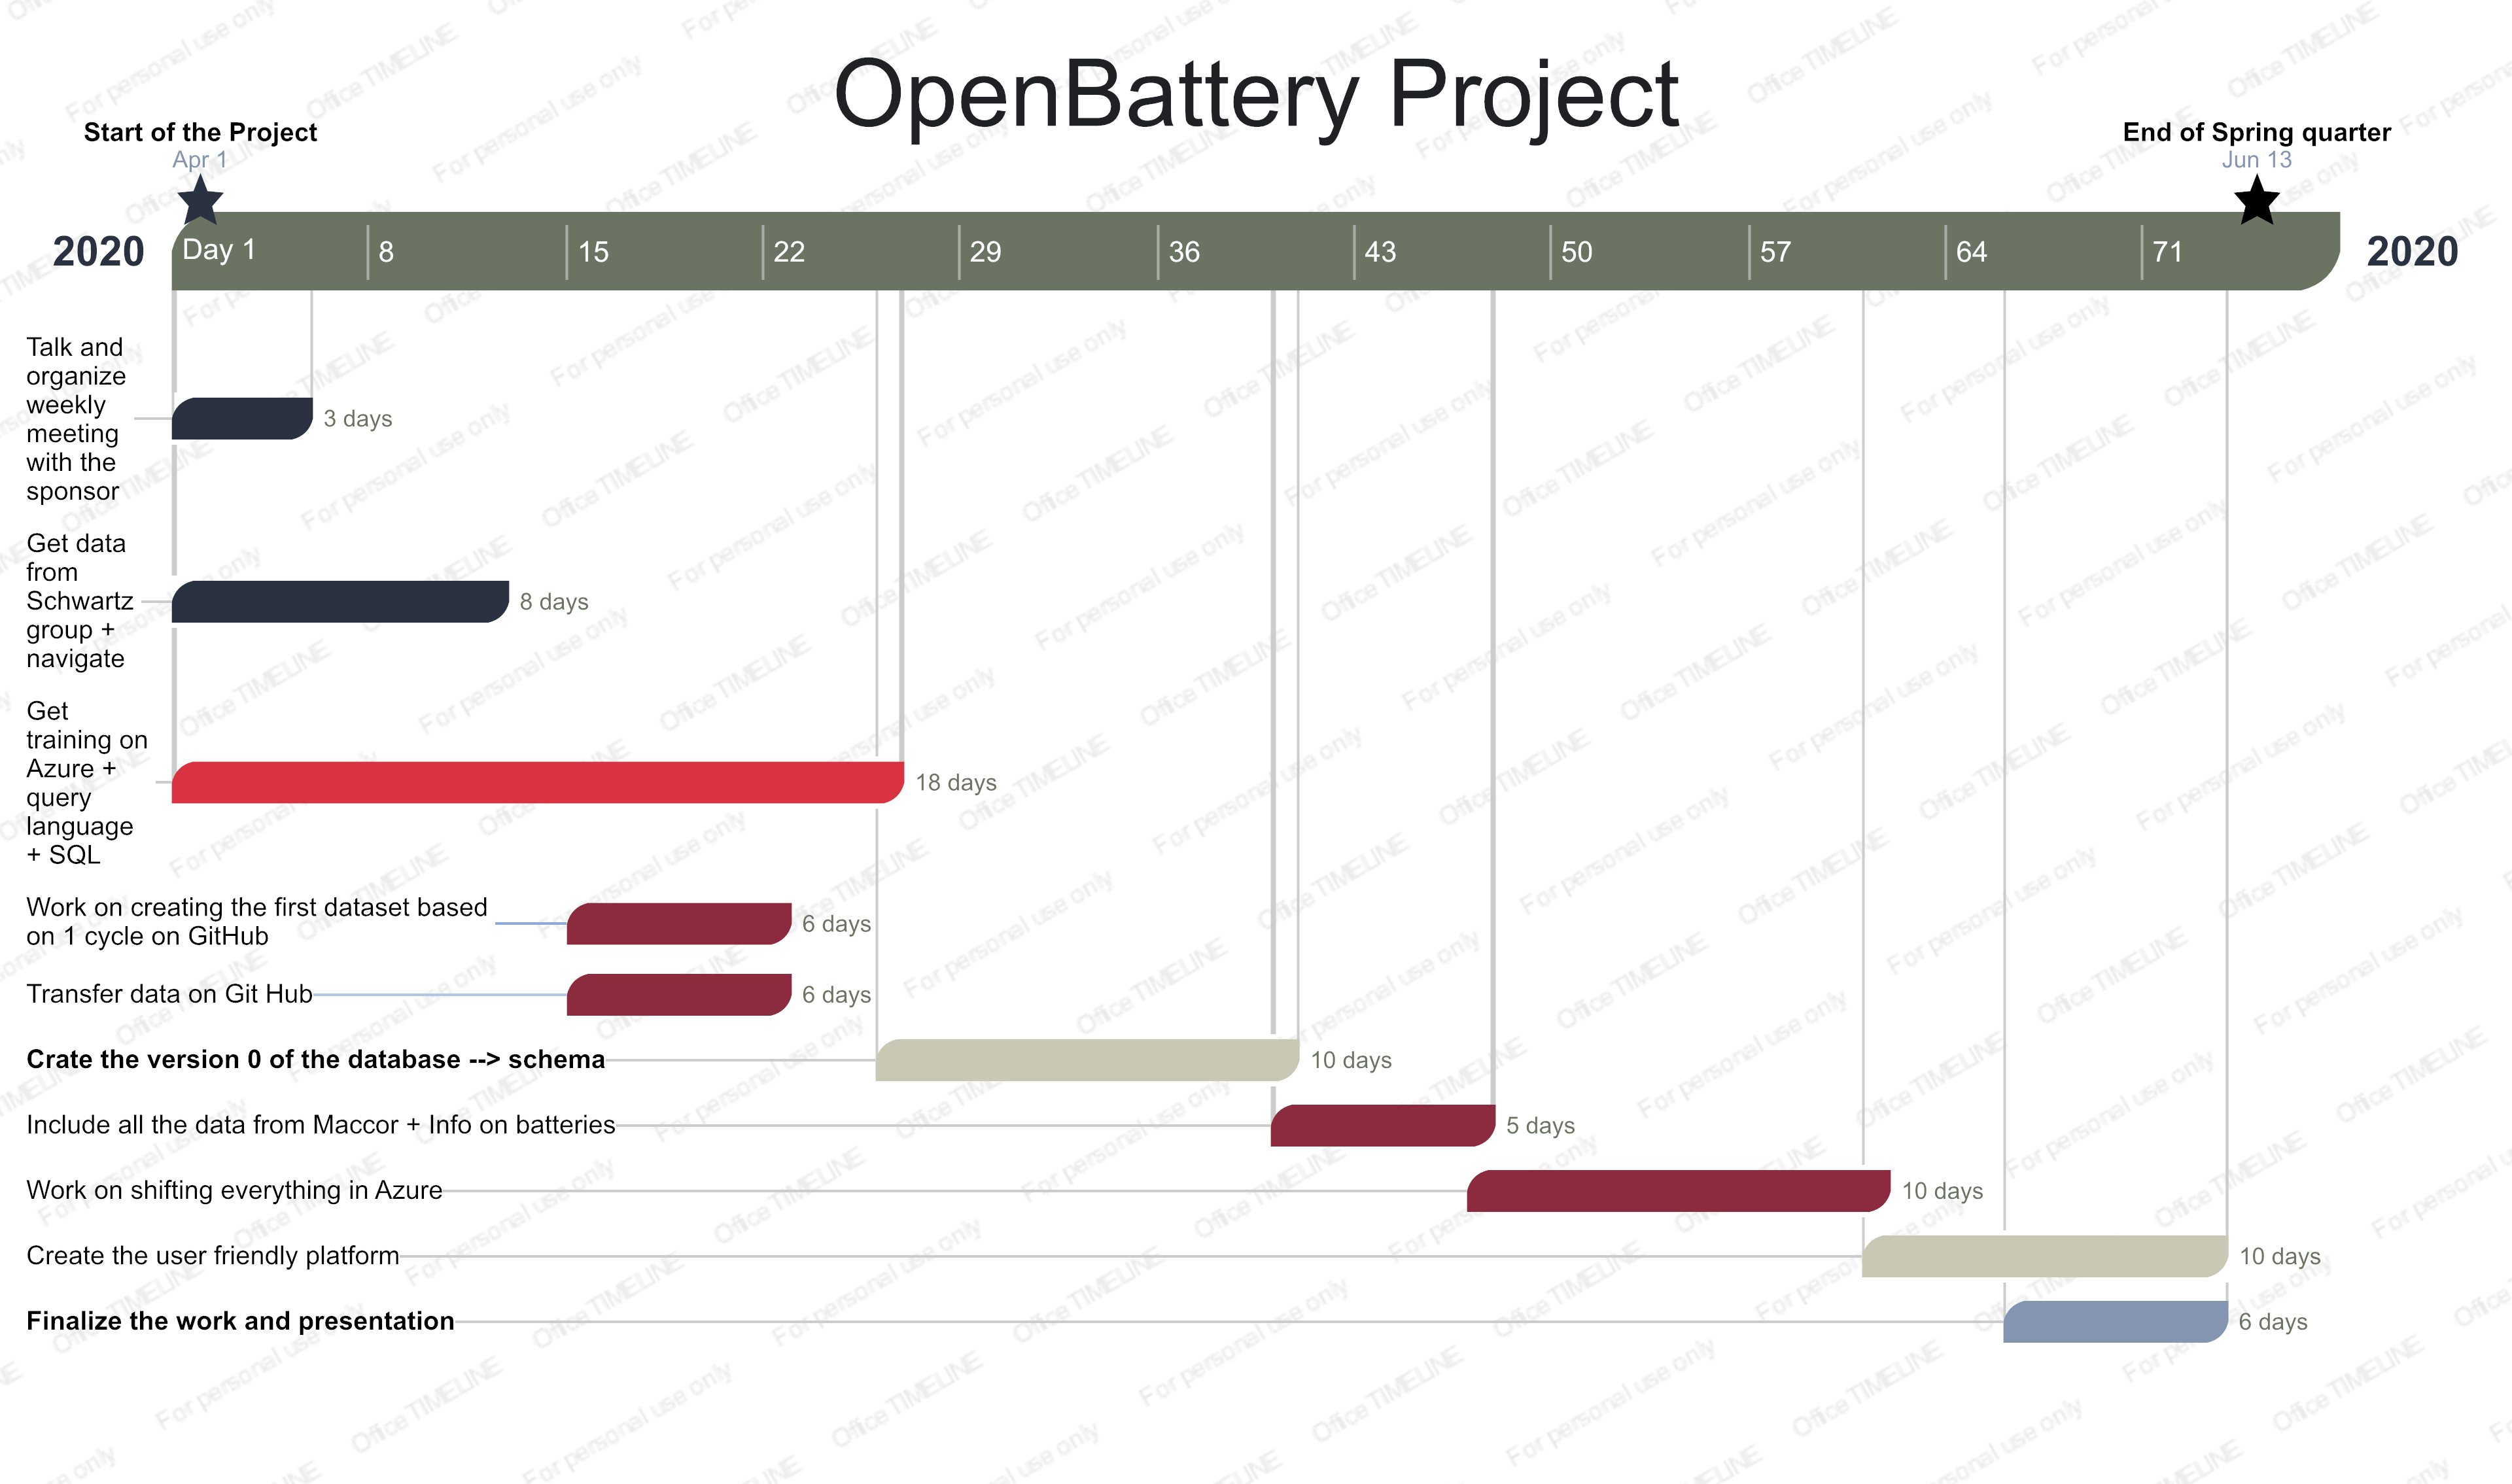 OpenBattery Project
Start of the Project
Apr 1
End of Spring quarter
Jun 13
2020
Day 1
8
15
22
29
36
43
50
57
64
71
2020
Talk and
organize
weekly
meeting
with the
sponsor
3 days
Get data
from
Schwartz
group +
navigate
8 days
Get
training on
Azure +
query
language
+ SQL
18 days
Work on creating the first dataset based
on 1 cycle on GitHub
6 days
Transfer data on Git Hub
6 days
Crate the version 0 of the database --> schema
10 days
Include all the data from Maccor + Info on batteries
5 days
Work on shifting everything in Azure
10 days
Create the user friendly platform
10 days
Finalize the work and presentation
6 days
Office TIMELINE
For personal use only